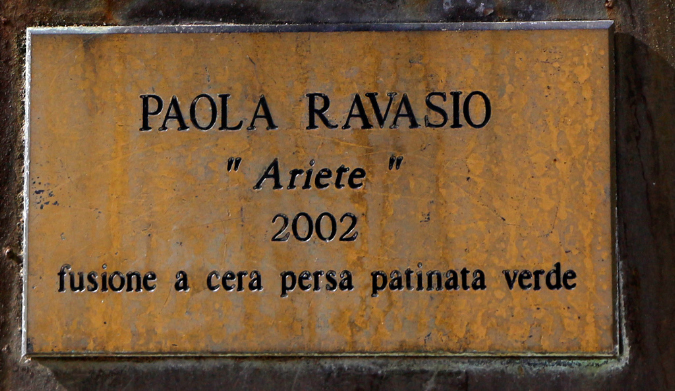 PAOLA RAVASIO
" Ariete "
2002
fusione a cera persa patinata verde